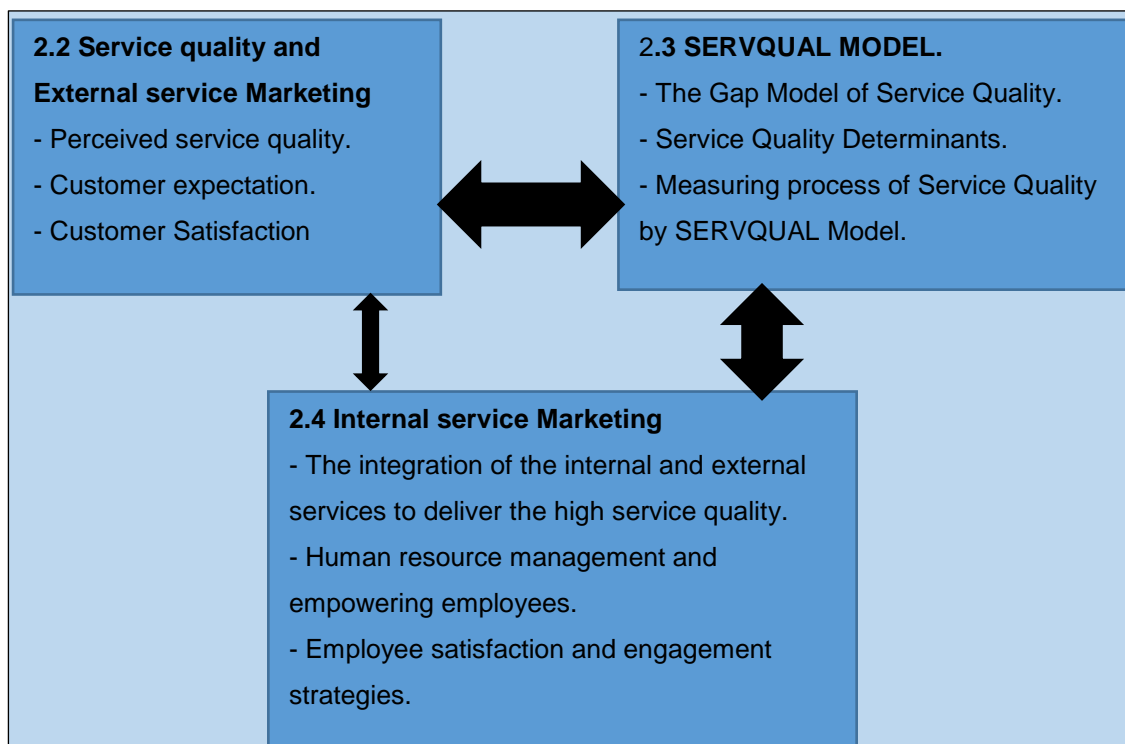 2.2 Service quality and
External service Marketing
- Perceived service quality.
- Customer expectation.
- Customer Satisfaction
2.3 SERVQUAL MODEL.
- The Gap Model of Service Quality.
- Service Quality Determinants.
- Measuring process of Service Quality
by SERVQUAL Model.
2.4 Internal service Marketing
- The integration of the internal and external
services to deliver the high service quality.
- Human resource management and
empowering employees.
- Employee satisfaction and engagement
strategies.